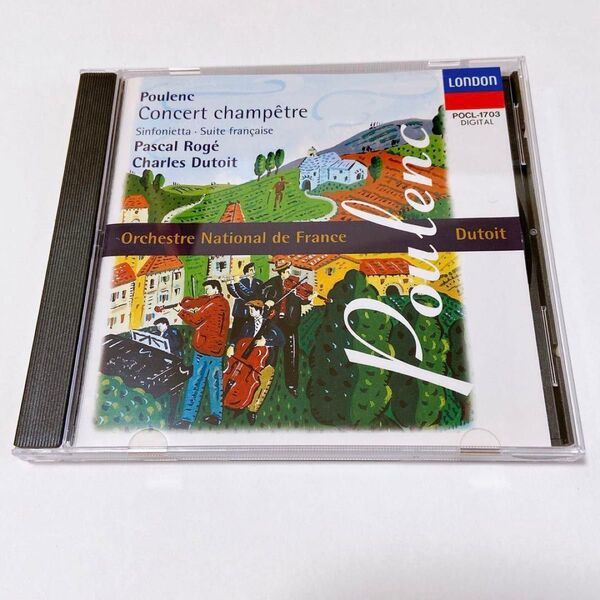 Poulenc
Concert champêtre
Sinfonietta · Suite française
Pascal Rogé
Charles Dutoit
LONDON
POCL-1703
DIGITAL
Orchestre National de France
Dutoit
Poulenc